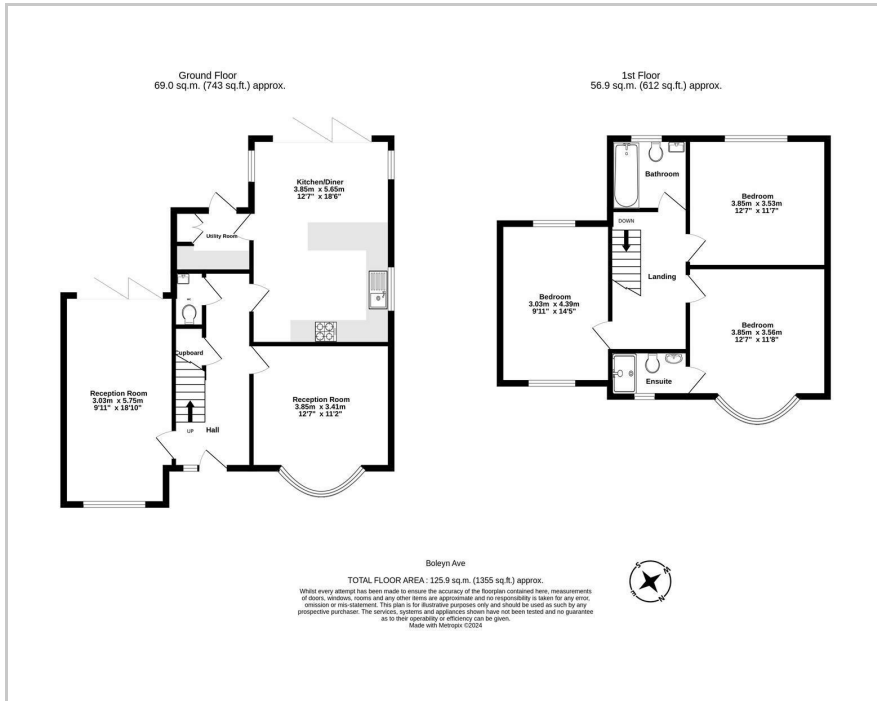 Ground Floor
69.0 sq.m. (743 sq.ft.) approx.
Kitchen/Diner
3.85m x 5.65m
12'7" x 18'6"
Utility Room
Cupboard
Reception Room
3.03m x 5.75m
9'11" x 18'10"
UP
Hall
Reception Room
3.85m x 3.41m
12'7" x 11'2"
1st Floor
56.9 sq.m. (612 sq.ft.) approx.
Bathroom
Bedroom
3.85m x 3.53m
12'7" x 11'7"
DOWN
Landing
Bedroom
3.03m x 4.39m
9'11" x 14'5"
Bedroom
3.85m x 3.56m
12'7" x 11'8"
Ensuite
Boleyn Ave
TOTAL FLOOR AREA : 125.9 sq.m. (1355 sq.ft.) approx.
Whilst every attempt has been made to ensure the accuracy of the floorplan contained here, measurements
of doors, windows, rooms and any other items are approximate and no responsibility is taken for any error,
omission or mis-statement. This plan is for illustrative purposes only and should be used as such by any
prospective purchaser. The services, systems and appliances shown have not been tested and no guarantee
as to their operability or efficiency can be given.
Made with Metropix ©2024
S
W
E
N